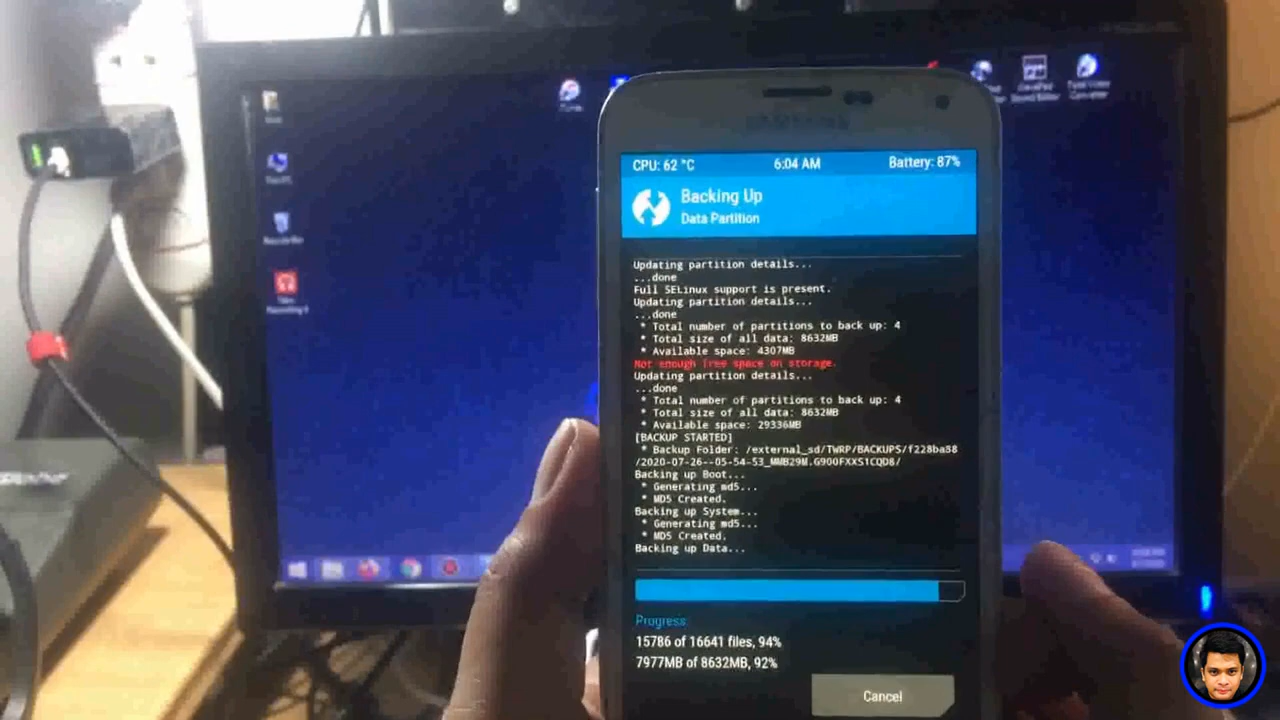 SAMSUNG
CPU: 62 °C 6:04 AM Battery: 87%
Backing Up
Data Partition
Updating partition details...
...done
Full SELinux support is present.
Updating partition details...
...done
* Total number of partitions to back up: 4
* Total size of all data: 8632MB
* Available space: 4307MB
Not enough free space on storage.
Updating partition details...
...done
* Total number of partitions to back up: 4
* Total size of all data: 8632MB
* Available space: 29336MB
[BACKUP STARTED]
* Backup Folder: /external_sd/TWRP/BACKUPS/f228ba58
/2020-07-26--05-54-53_MMB29M.G900FXXS1CQD8/
Backing up Boot...
* Generating md5...
* MD5 Created.
Backing up System...
* Generating md5...
* MD5 Created.
Backing up Data...
Progress:
15786 of 16641 files, 94%
7977MB of 8632MB, 92%
Cancel